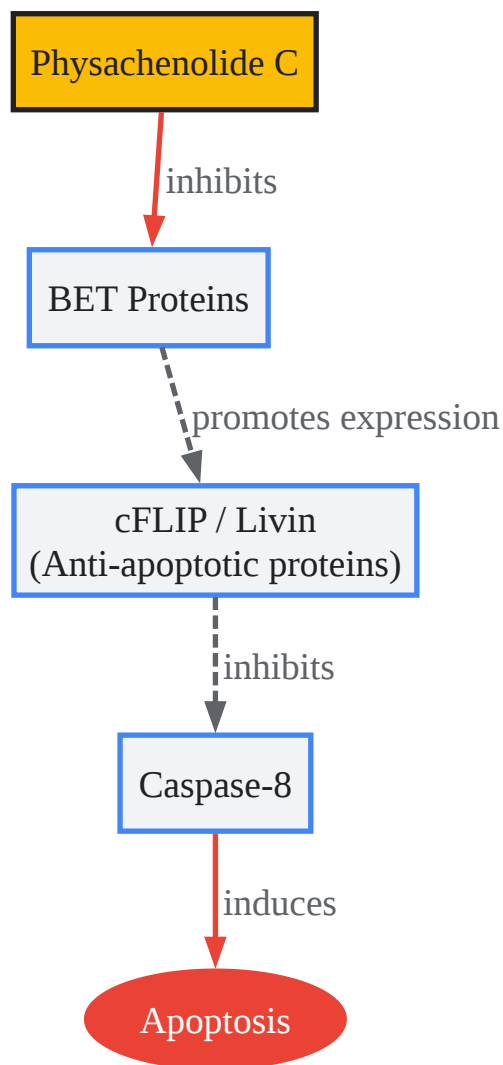 Physachenolide C
inhibits
BET Proteins
promotes expression
cFLIP / Livin
(Anti-apoptotic proteins)
inhibits
Caspase-8
induces
Apoptosis